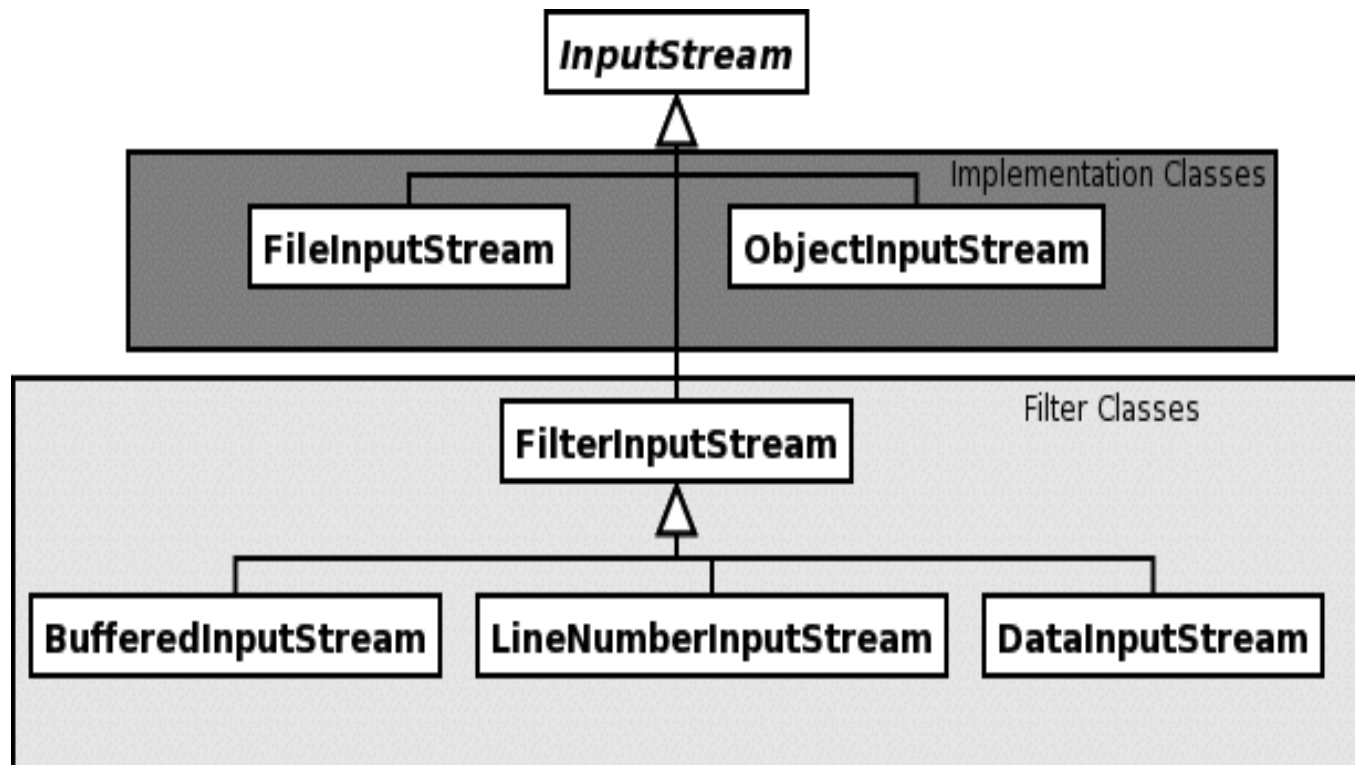 InputStream
Implementation Classes
FileInputStream
ObjectInputStream
Filter Classes
FilterInputStream
BufferedInputStream
LineNumberInputStream
DataInputStream